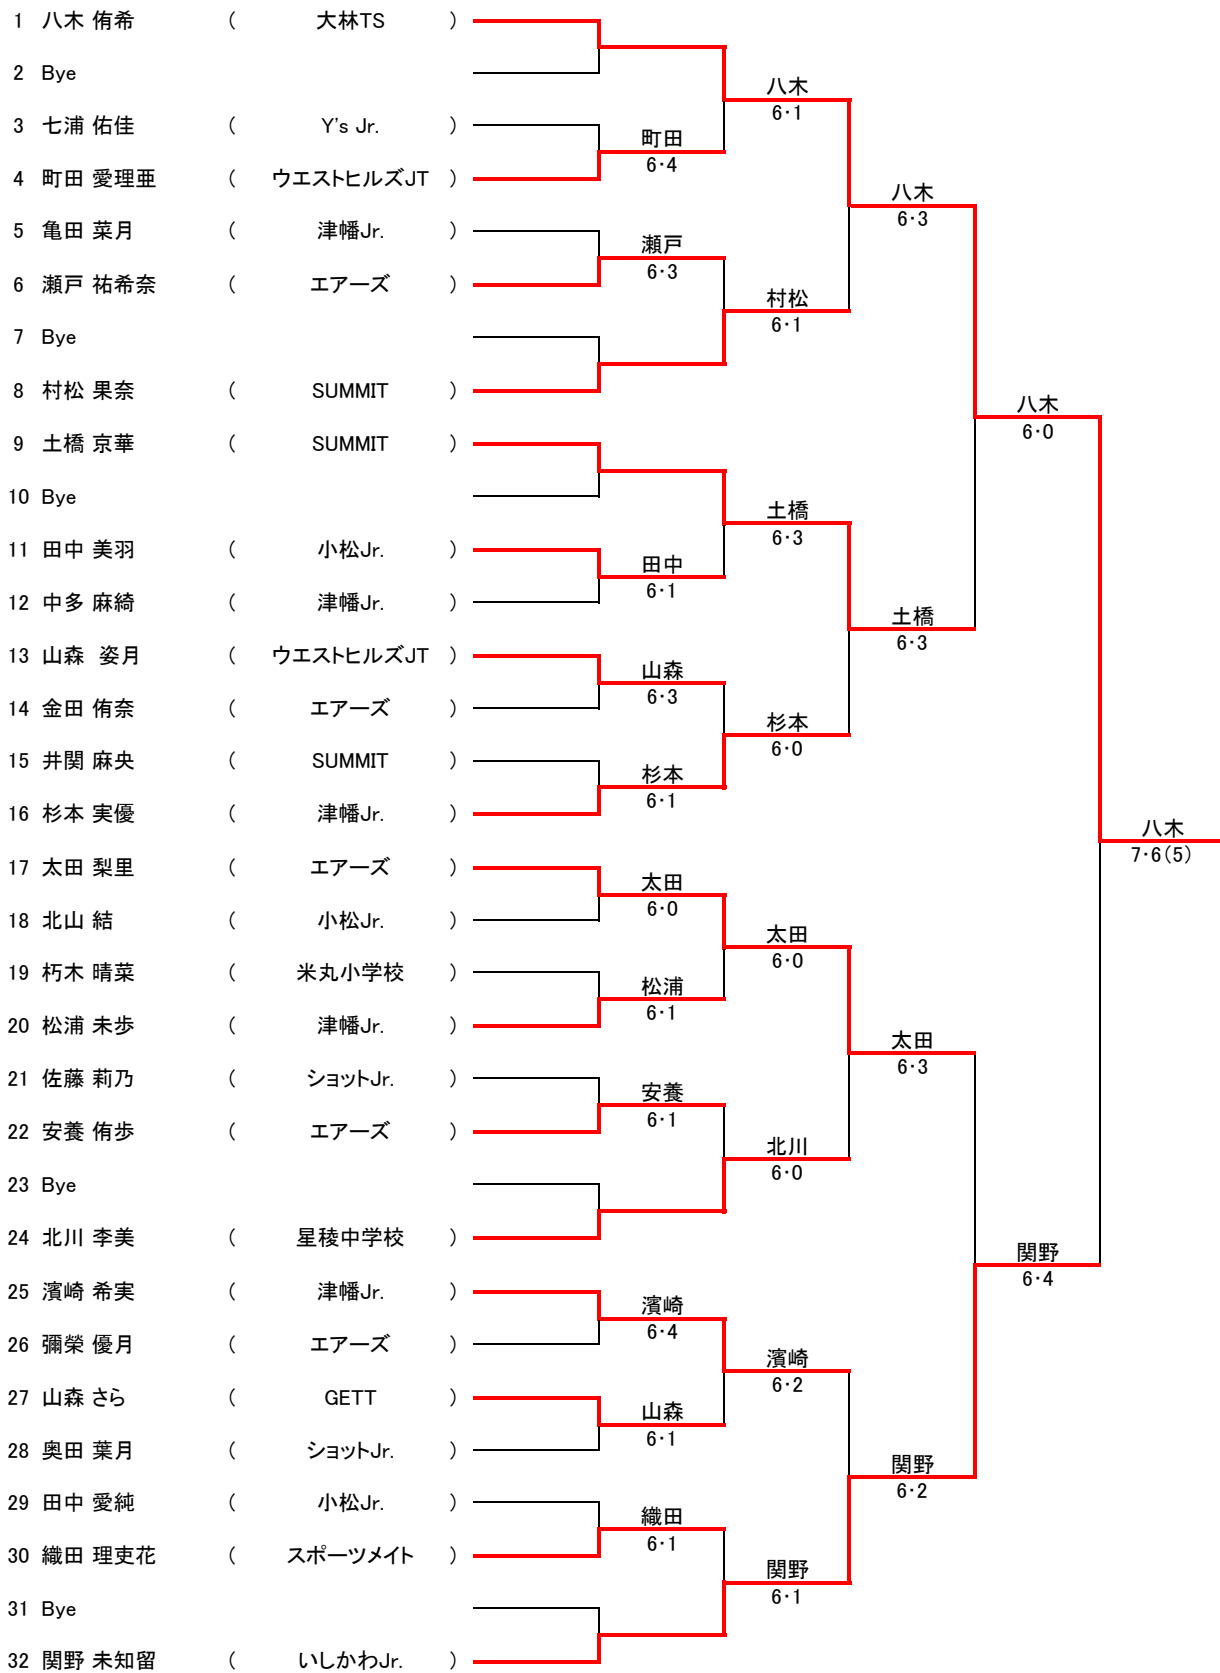 1 八木 侑希 ( 大林TS )
2 Bye
八木
6・1
3 七浦 佑佳 ( Y's Jr. )
町田
6・4
4 町田 愛理亜 ( ウエストヒルズJT )
八木
6・3
5 亀田 菜月 ( 津幡Jr. )
瀬戸
6・3
6 瀬戸 祐希奈 ( エアーズ )
村松
6・1
7 Bye
8 村松 果奈 ( SUMMIT )
八木
6・0
9 土橋 京華 ( SUMMIT )
10 Bye
土橋
6・3
11 田中 美羽 ( 小松Jr. )
田中
6・1
12 中多 麻綺 ( 津幡Jr. )
土橋
6・3
13 山森 姿月 ( ウエストヒルズJT )
山森
6・3
14 金田 侑奈 ( エアーズ )
杉本
6・0
15 井関 麻央 ( SUMMIT )
杉本
6・1
16 杉本 実優 ( 津幡Jr. )
八木
7・6(5)
17 太田 梨里 ( エアーズ )
太田
6・0
18 北山 結 ( 小松Jr. )
太田
6・0
19 朽木 晴菜 ( 米丸小学校 )
松浦
6・1
20 松浦 未歩 ( 津幡Jr. )
太田
6・3
21 佐藤 莉乃 ( ショットJr. )
安養
6・1
22 安養 侑歩 ( エアーズ )
北川
6・0
23 Bye
24 北川 李美 ( 星稜中学校 )
関野
6・4
25 濱崎 希実 ( 津幡Jr. )
濱崎
6・4
26 彌榮 優月 ( エアーズ )
濱崎
6・2
27 山森 さら ( GETT )
山森
6・1
28 奥田 葉月 ( ショットJr. )
関野
6・2
29 田中 愛純 ( 小松Jr. )
織田
6・1
30 織田 理吏花 ( スポーツメイト )
関野
6・1
31 Bye
32 関野 未知留 ( いしかわJr. )